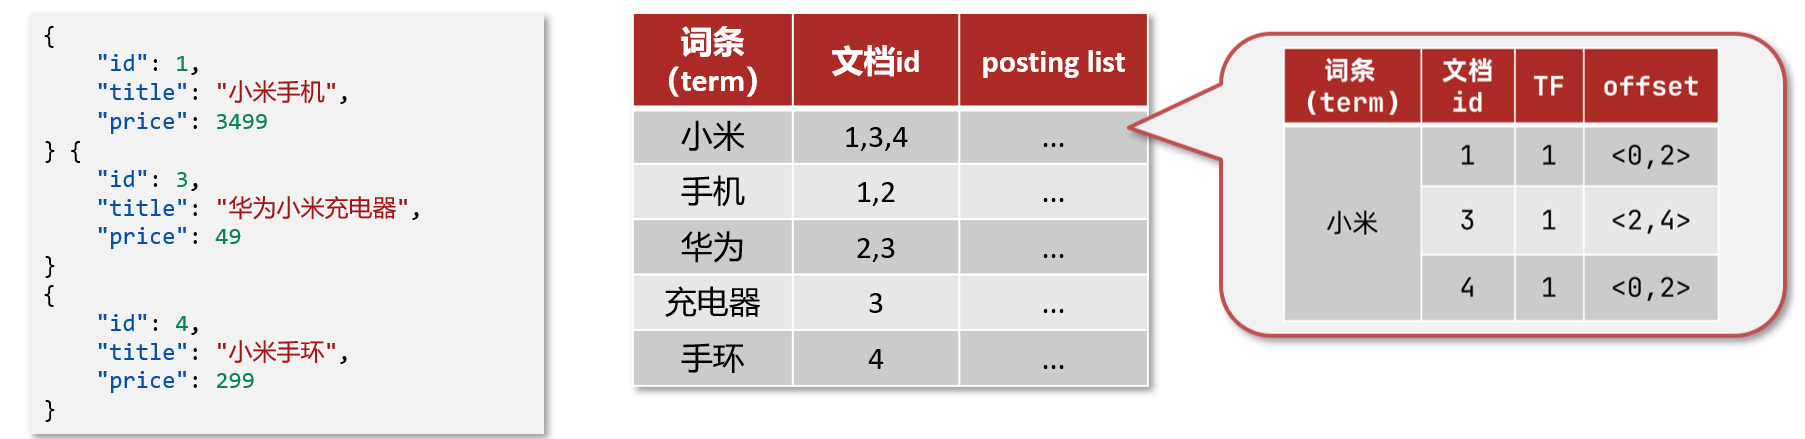 {
"id": 1,
"title": "小米手机",
"price": 3499
} {
"id": 3,
"title": "华为小米充电器",
"price": 49
}
{
"id": 4,
"title": "小米手环",
"price": 299
}
词条
(term)
文档id
posting list
小米
1,3,4
...
手机
1,2
...
华为
2,3
...
充电器
3
...
手环
4
...
词条
(term)
文档
id
TF
offset
小米
1
1
<0,2>
3
1
<2,4>
4
1
<0,2>